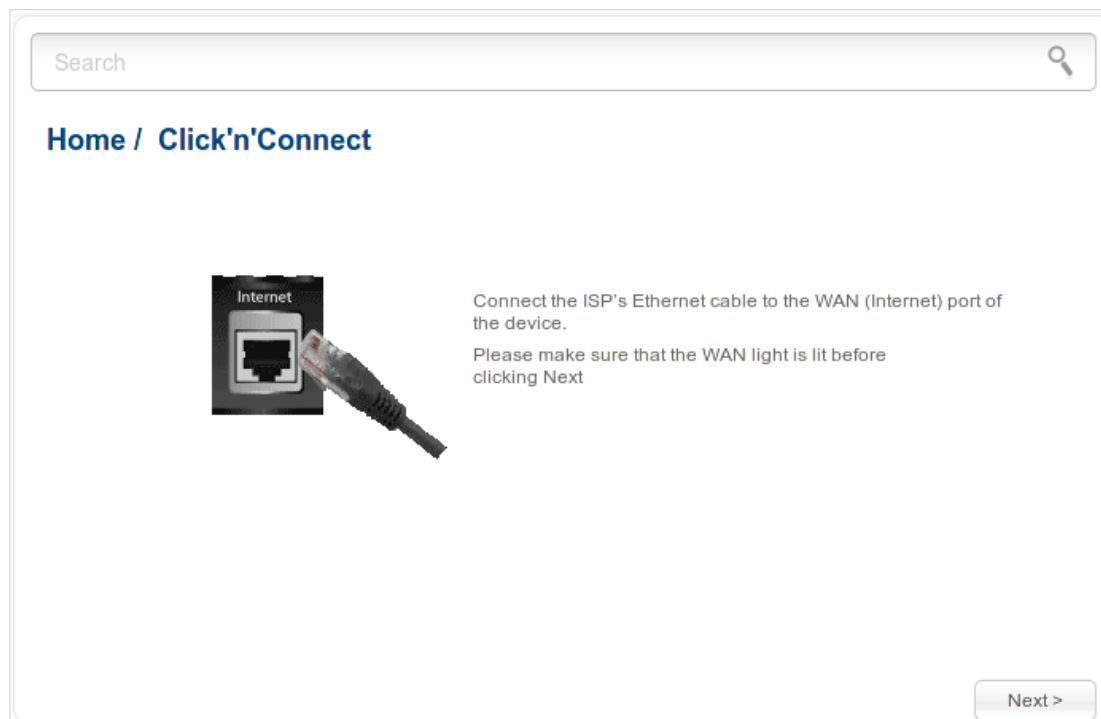 Search
Home / Click'n'Connect
Internet
Connect the ISP's Ethernet cable to the WAN (Internet) port of
the device.
Please make sure that the WAN light is lit before
clicking Next
Next >